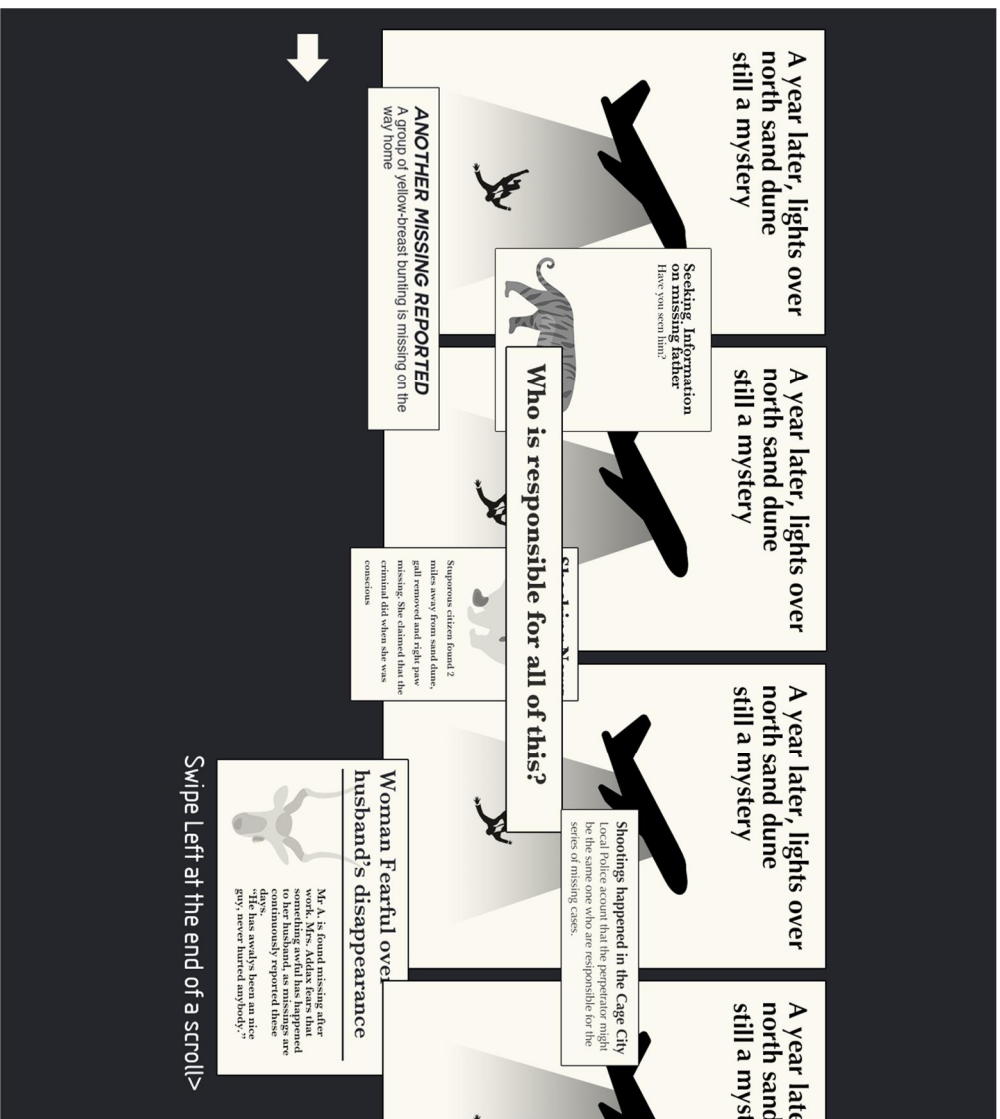 A year later, lights over
north sand dune
still a mystery
ANOTHER MISSING REPORTED
A group of yellow-breast bunting is missing on the
way home
Seeking Information
on missing father
Have you seen him?
A year later, lights over
north sand dune
still a mystery
Who is responsible for all of this?
Stuporous citizen found 2
miles away from sand dune,
gall removed and right paw
missing. She claimed that the
criminal did when she was
conscious
A year later, lights over
north sand dune
still a mystery
Shootings happened in the Cage City
Local Police acount that the perpetrator might
be the same one who are resiponsible for the
series of missing cases.
Woman Fearful over
husband's disappearance
Mr A. is found missing after
work. Mrs. Addax fears that
something awful has happened
to her husband, as missings are
continuously reported these
days.
“He has awalys been an nice
guy, never hurted anybody.”
A year late
north sand
still a myst
Swipe Left at the end of a scroll>